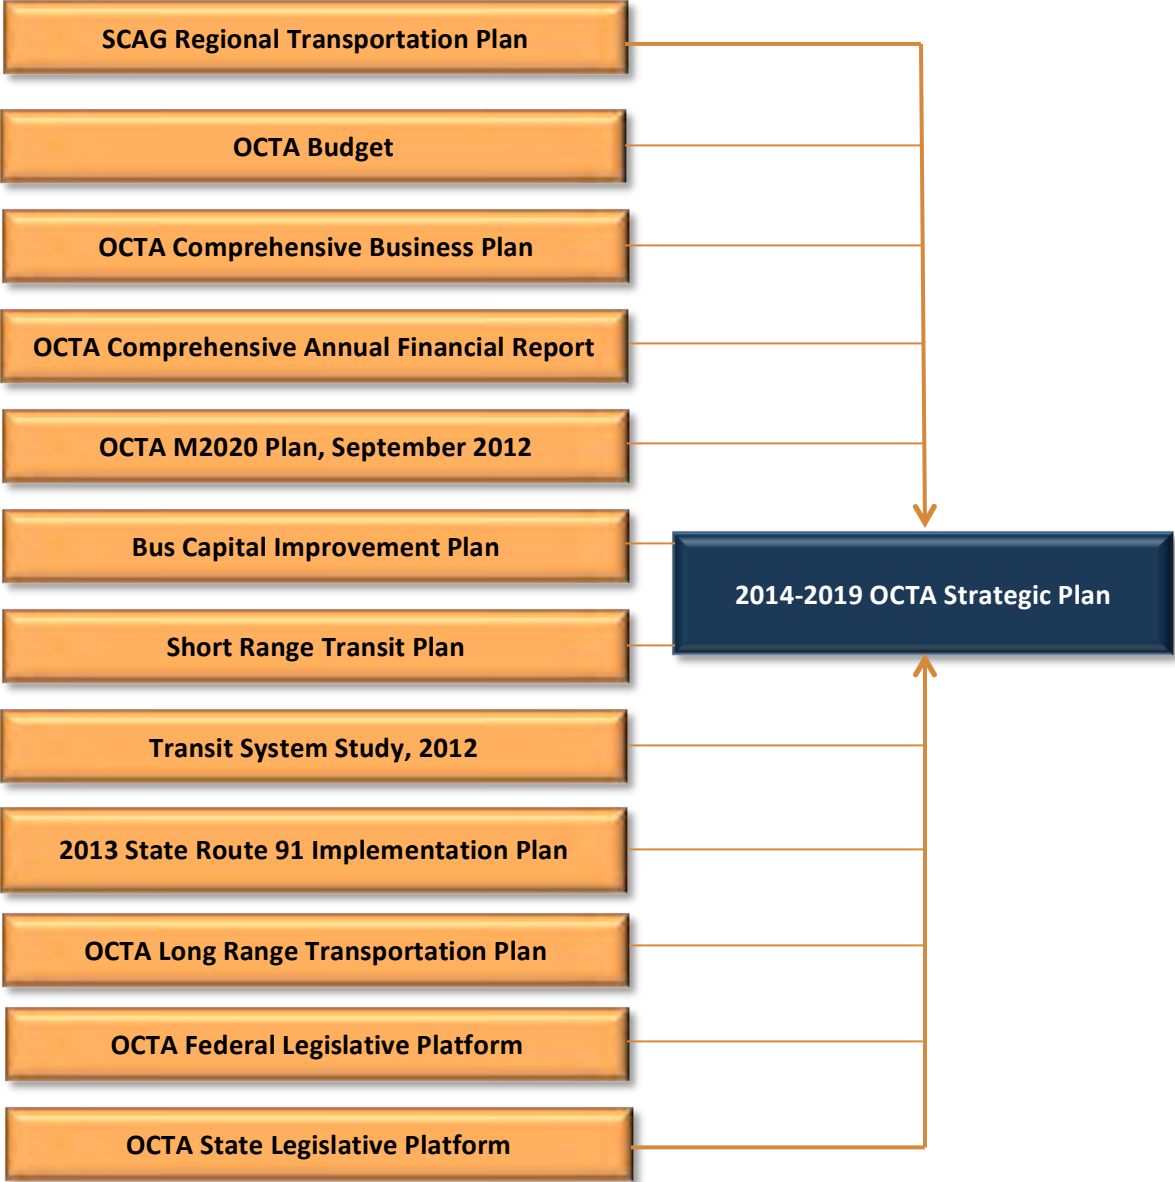 SCAG Regional Transportation Plan
OCTA Budget
OCTA Comprehensive Business Plan
OCTA Comprehensive Annual Financial Report
OCTA M2020 Plan, September 2012
Bus Capital Improvement Plan
2014-2019 OCTA Strategic Plan
Short Range Transit Plan
Transit System Study, 2012
2013 State Route 91 Implementation Plan
OCTA Long Range Transportation Plan
OCTA Federal Legislative Platform
OCTA State Legislative Platform